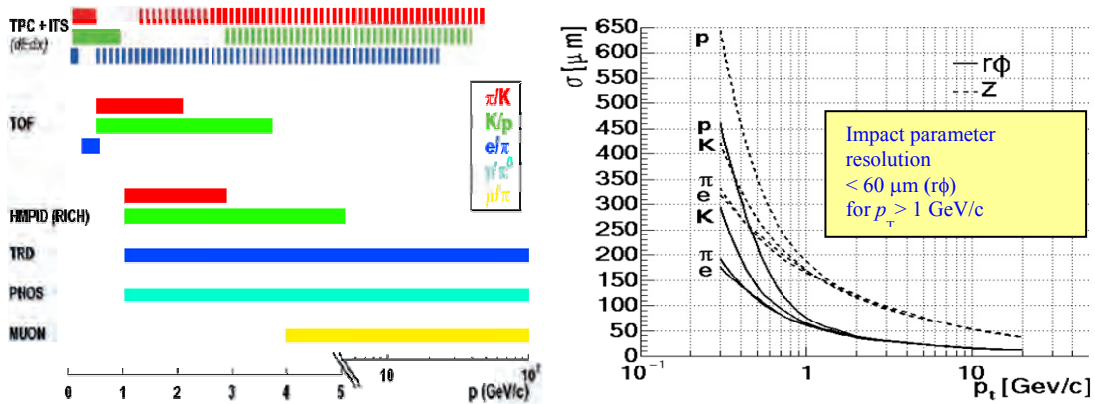 TPC + ITS
(dE/dx)
TOF
HMPID (RICH)
TRD
PHOS
MUON
π/K
K/p
e/π
γ/π⁰
μ/π
0 1 2 3 4 5 10 10²
p (GeV/c)
σ [μm]
650
600
550
500
450
400
350
300
250
200
150
100
50
0
p
p
K
π
e
K
π
e
rϕ
z
Impact parameter
resolution
< 60 μm (rϕ)
for pT > 1 GeV/c
10⁻¹ 1 10
pt [Gev/c]